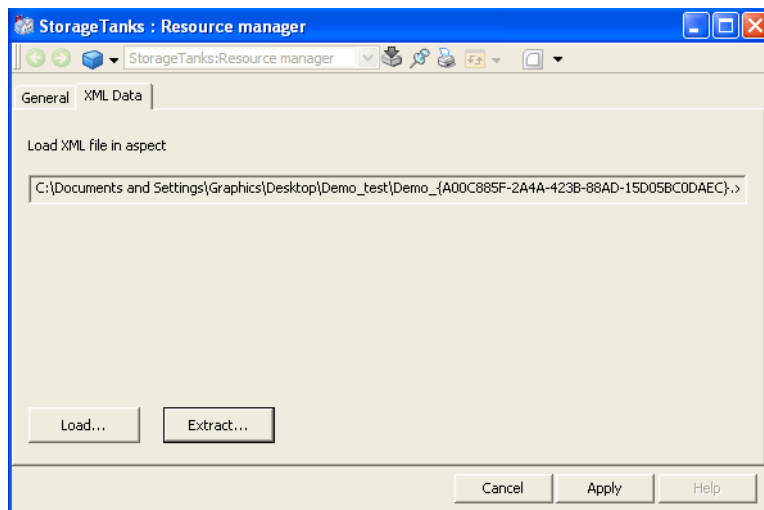 StorageTanks : Resource manager
StorageTanks:Resource manager
General XML Data
Load XML file in aspect
C:\Documents and Settings\Graphics\Desktop\Demo_test\Demo_{A00C885F-2A4A-423B-88AD-15D05BC0DAEC}.x
Load... Extract...
Cancel Apply Help